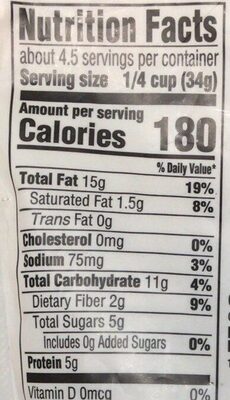 Nutrition Facts
about 4.5 servings per container
Serving size 1/4 cup (34g)
Amount per serving
Calories 180
% Daily Value*
Total Fat 15g 19%
Saturated Fat 1.5g 8%
Trans Fat 0g
Cholesterol 0mg 0%
Sodium 75mg 3%
Total Carbohydrate 11g 4%
Dietary Fiber 2g 9%
Total Sugars 5g
Includes 0g Added Sugars 0%
Protein 5g
Vitamin D 0mcg 0%